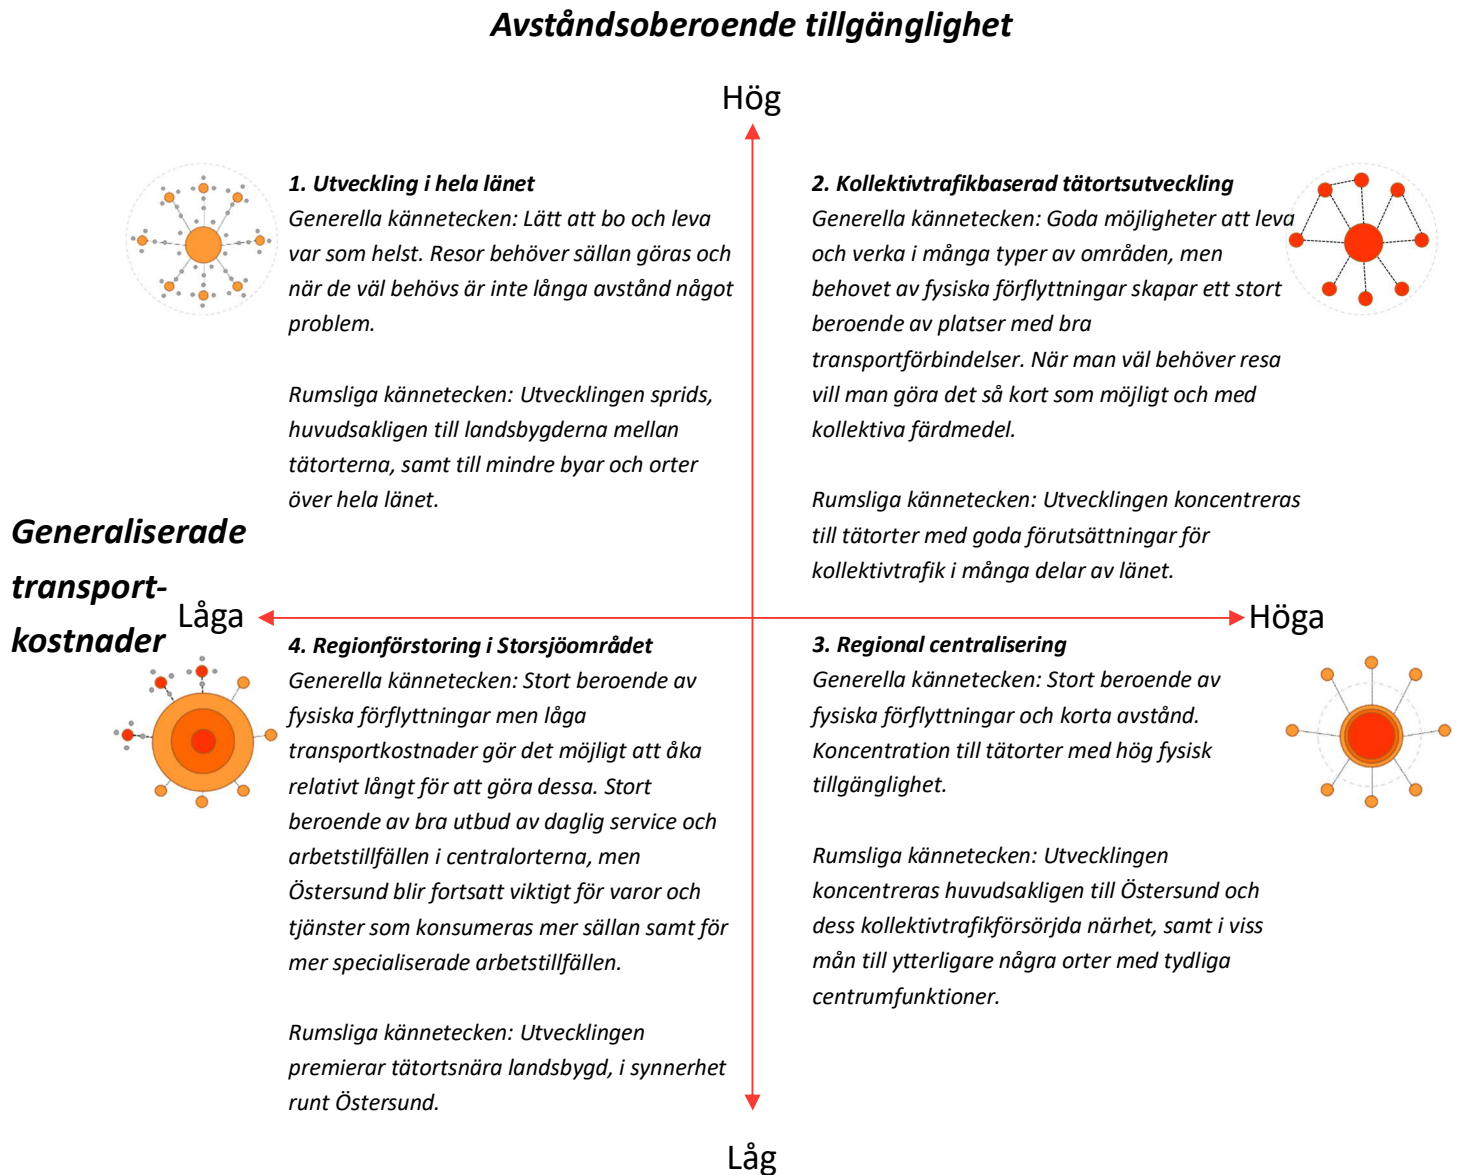 Avståndsoberoende tillgänglighet
Hög
1. Utveckling i hela länet
Generella kännetecken: Lätt att bo och leva
var som helst. Resor behöver sällan göras och
när de väl behövs är inte långa avstånd något
problem.
Rumsliga kännetecken: Utvecklingen sprids,
huvudsakligen till landsbygderna mellan
tätorterna, samt till mindre byar och orter
över hela länet.
2. Kollektivtrafikbaserad tätortsutveckling
Generella kännetecken: Goda möjligheter att leva
och verka i många typer av områden, men
behovet av fysiska förflyttningar skapar ett stort
beroende av platser med bra
transportförbindelser. När man väl behöver resa
vill man göra det så kort som möjligt och med
kollektiva färdmedel.
Rumsliga kännetecken: Utvecklingen koncentreras
till tätorter med goda förutsättningar för
kollektivtrafik i många delar av länet.
Generaliserade
transport-
kostnader
Låga
Höga
4. Regionförstoring i Storsjöområdet
Generella kännetecken: Stort beroende av
fysiska förflyttningar men låga
transportkostnader gör det möjligt att åka
relativt långt för att göra dessa. Stort
beroende av bra utbud av daglig service och
arbetstillfällen i centralorterna, men
Östersund blir fortsatt viktigt för varor och
tjänster som konsumeras mer sällan samt för
mer specialiserade arbetstillfällen.
Rumsliga kännetecken: Utvecklingen
premierar tätortsnära landsbygd, i synnerhet
runt Östersund.
3. Regional centralisering
Generella kännetecken: Stort beroende av
fysiska förflyttningar och korta avstånd.
Koncentration till tätorter med hög fysisk
tillgänglighet.
Rumsliga kännetecken: Utvecklingen
koncentreras huvudsakligen till Östersund och
dess kollektivtrafikförsörjda närhet, samt i viss
mån till ytterligare några orter med tydliga
centrumfunktioner.
Låg